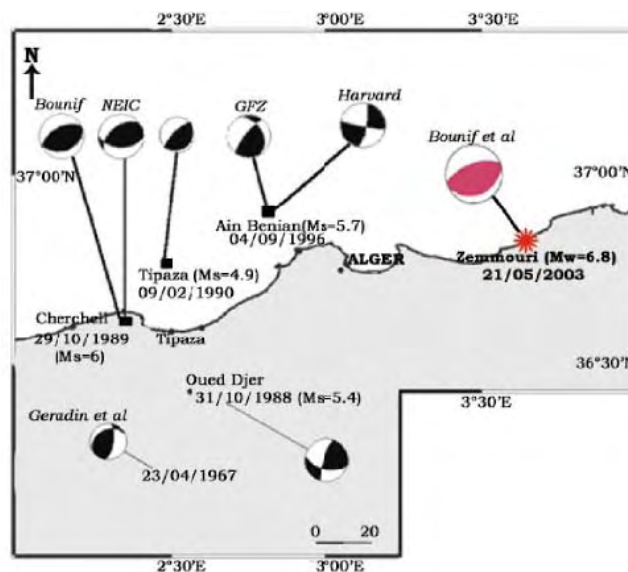 2°30'E
3°00'E
3°30'E
N
Bounif
NEIC
GFZ
Harvard
Bounif et al
37°00'N
37°00'N
Ain Benian(Ms=5.7)
04/09/1996
ALGER
Zemmouri (Mw=6.8)
21/05/2003
Tipaza (Ms=4.9)
09/02/1990
Cherchell
29/10/1989
(Ms=6)
Tipaza
36°30'N
Oued Djer
31/10/1988 (Ms=5.4)
3°30'E
Geradin et al
23/04/1967
0 20
2°30'E
3°00'E